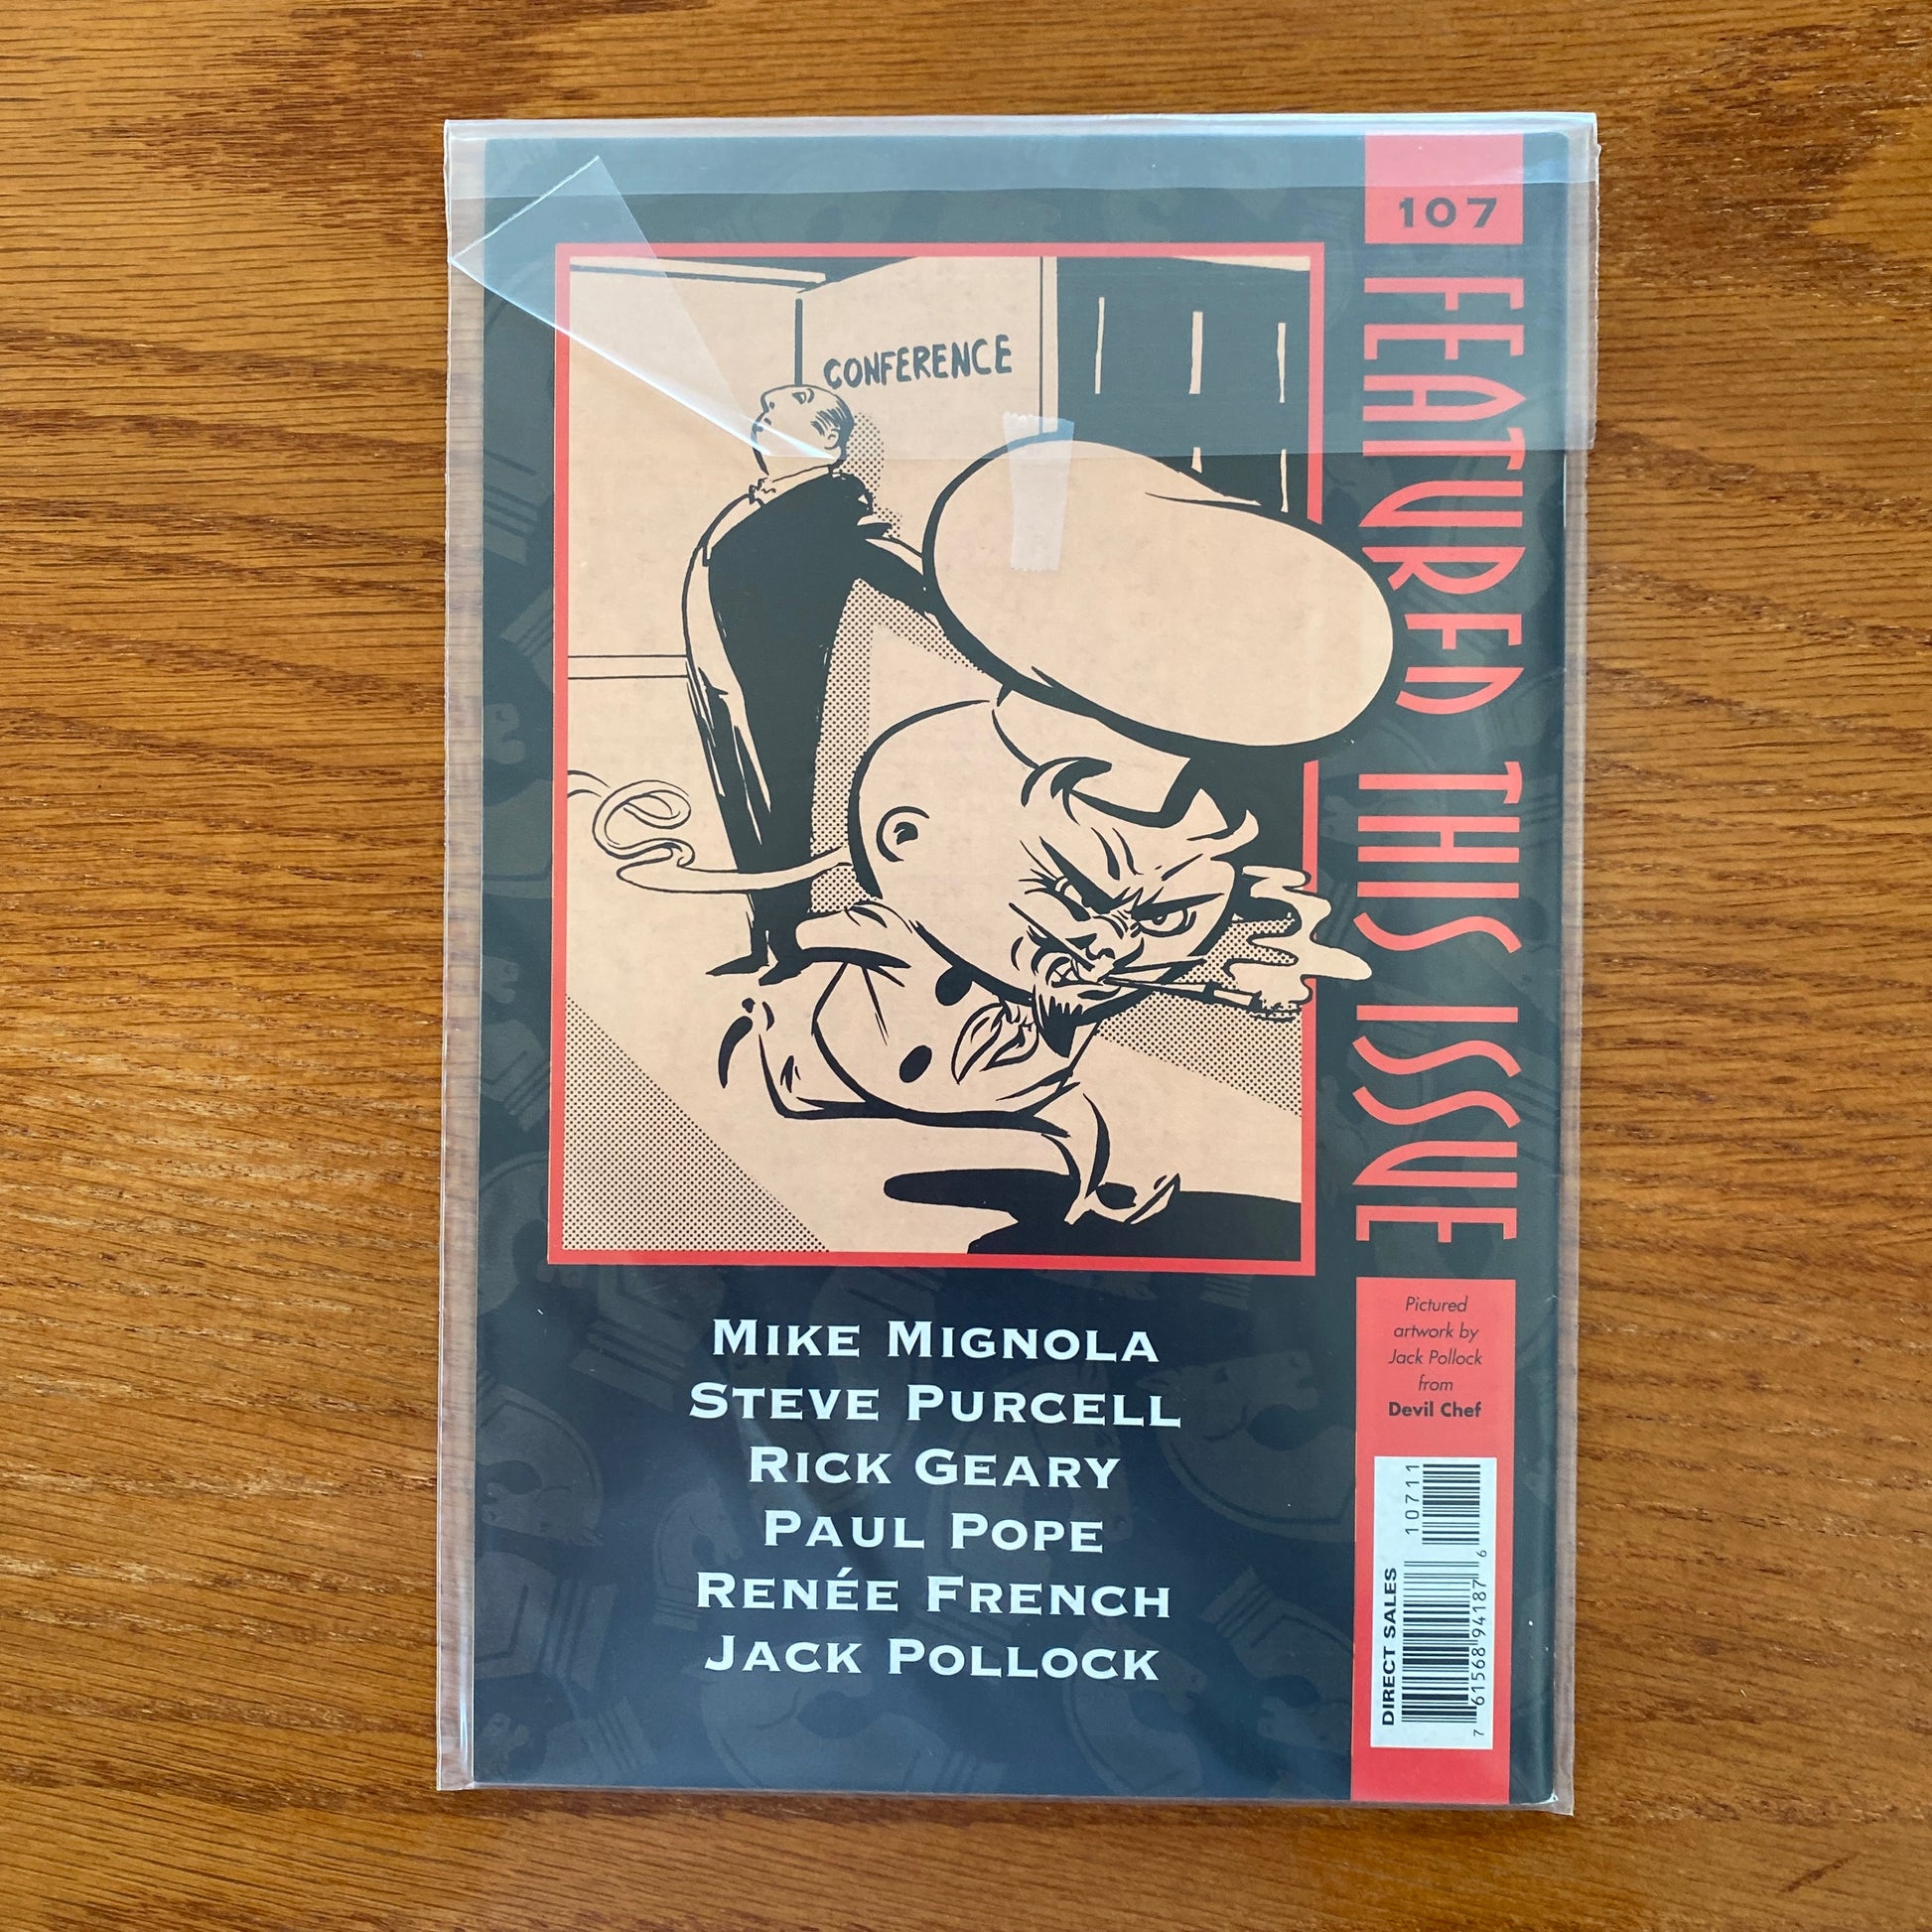 107
FEATURED THIS ISSUE
CONFERENCE
MIKE MIGNOLA
STEVE PURCELL
RICK GEARY
PAUL POPE
RENÉE FRENCH
JACK POLLOCK
Pictured
artwork by
Jack Pollock
from
Devil Chef
DIRECT SALES
10711
7 61568 94187 6